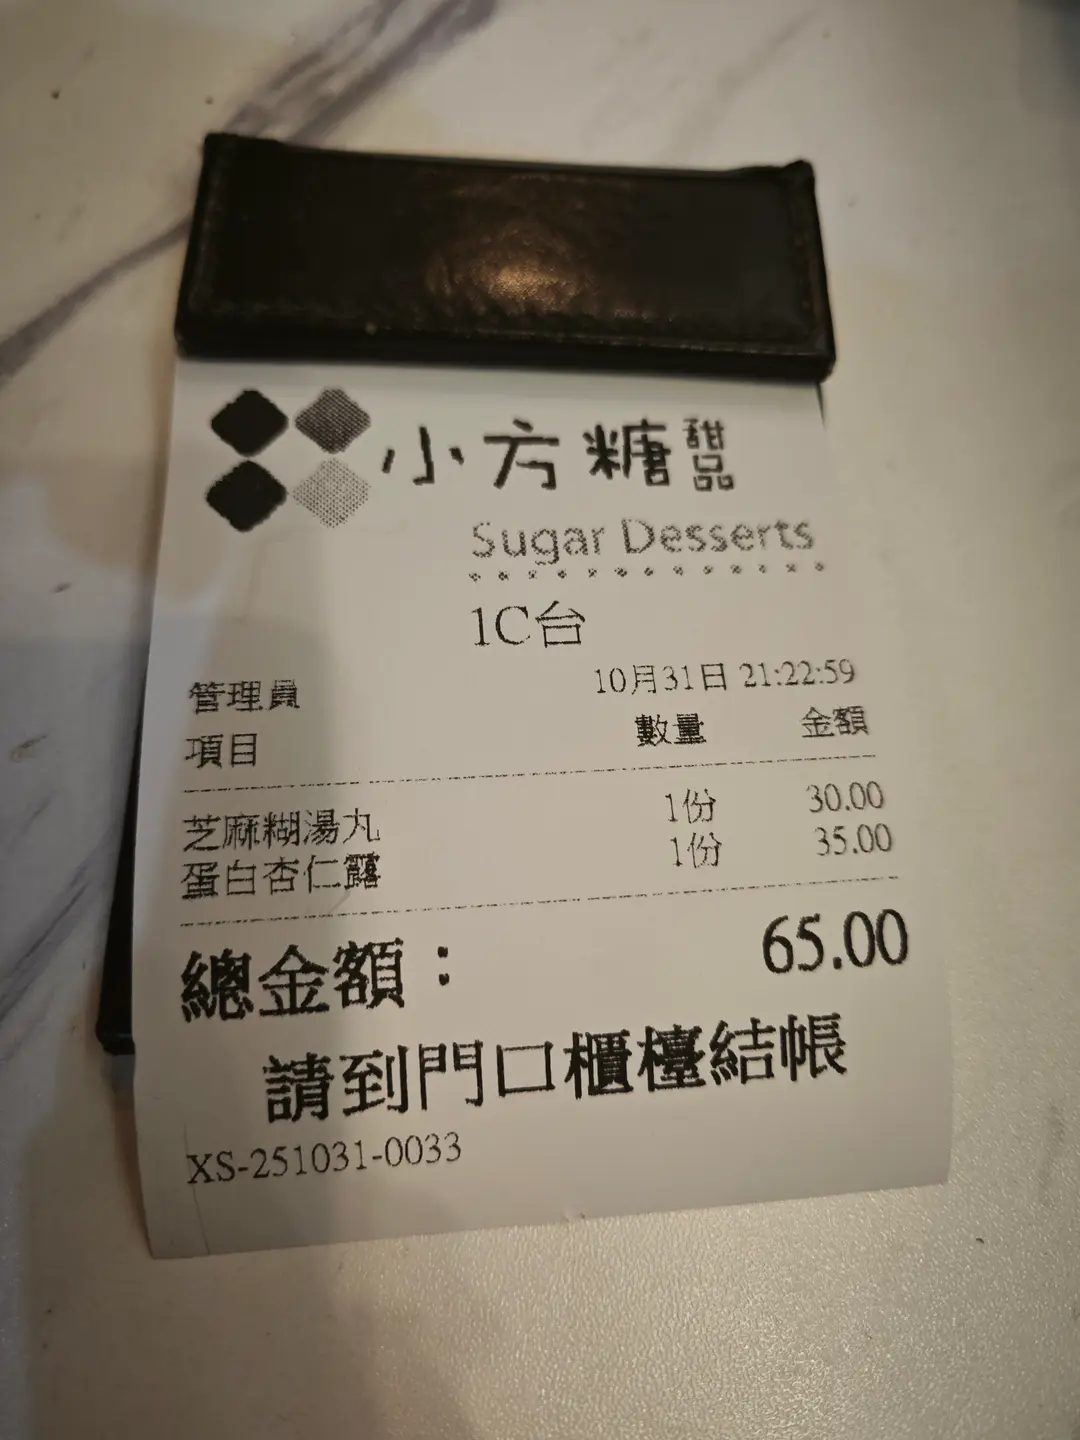 小方糖甜品
Sugar Desserts
1C台
管理員 10月31日 21:22:59
項目 數量 金額
芝麻糊湯丸 1份 30.00
蛋白杏仁露 1份 35.00
總金額： 65.00
請到門口櫃檯結帳
XS-251031-0033